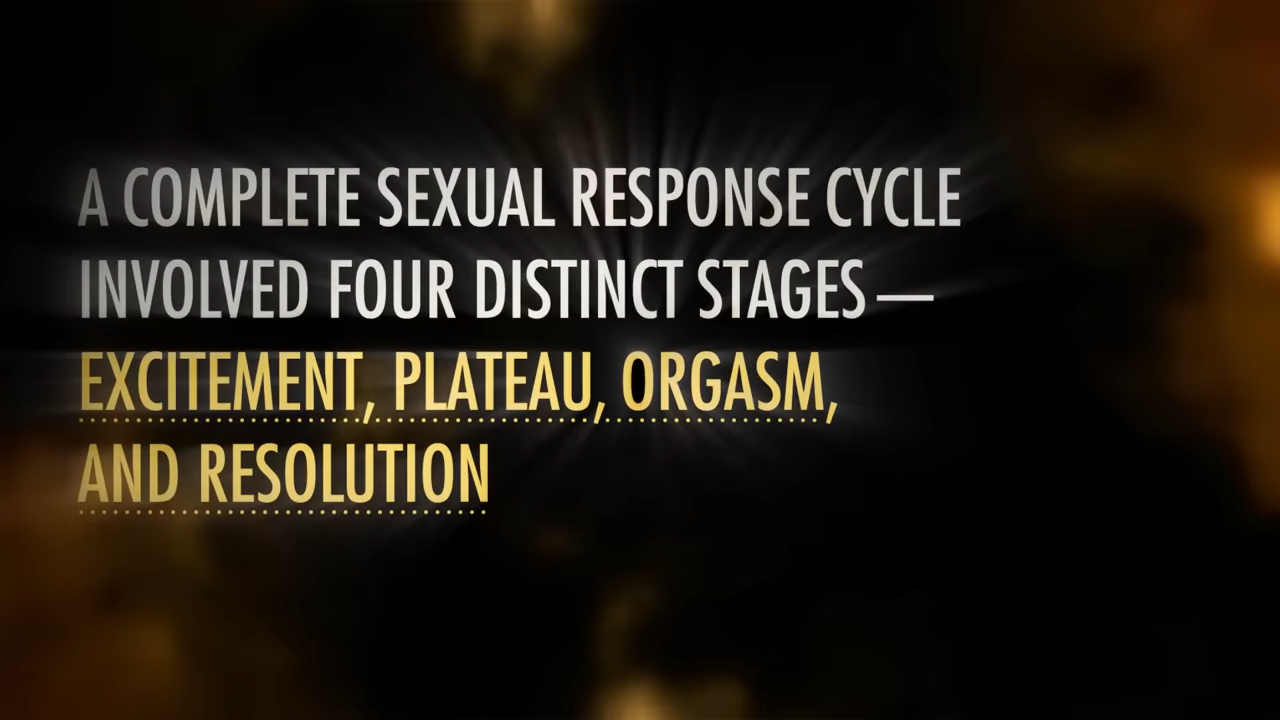 A COMPLETE SEXUAL RESPONSE CYCLE
INVOLVED FOUR DISTINCT STAGES —
EXCITEMENT, PLATEAU, ORGASM,
AND RESOLUTION